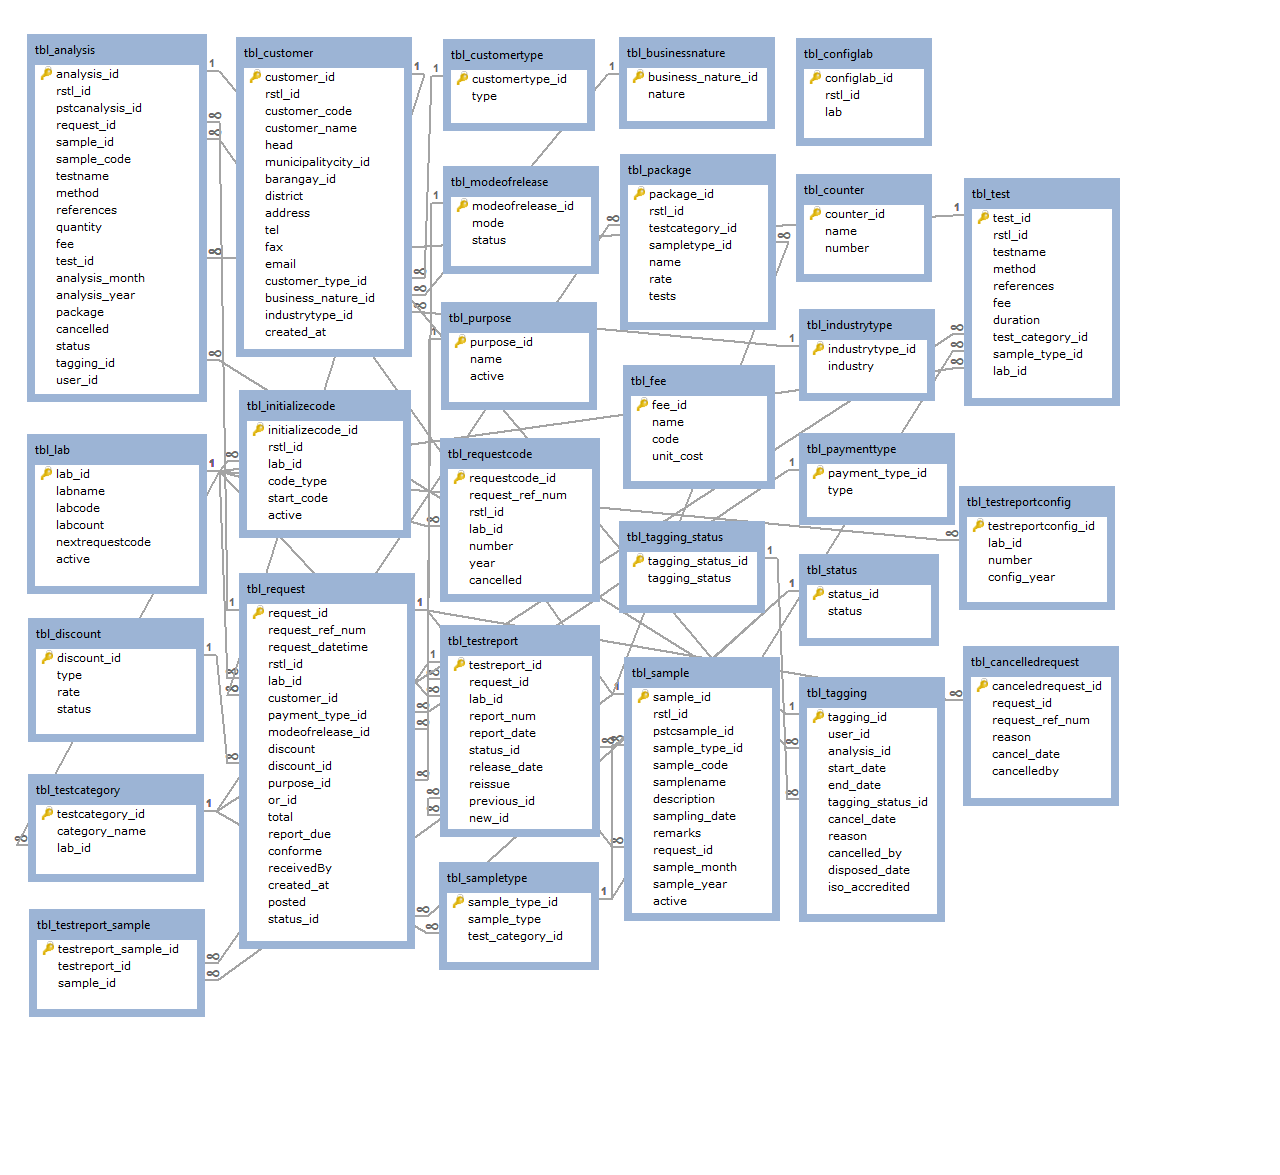 tbl_analysis
analysis_id
rstl_id
pstcanalysis_id
request_id
sample_id
sample_code
testname
method
references
quantity
fee
test_id
analysis_month
analysis_year
package
cancelled
status
tagging_id
user_id
tbl_customer
customer_id
rstl_id
customer_code
customer_name
head
municipalitycity_id
barangay_id
district
address
tel
fax
email
customer_type_id
business_nature_id
industrytype_id
created_at
tbl_customertype
customertype_id
type
tbl_businessnature
business_nature_id
nature
tbl_configlab
configlab_id
rstl_id
lab
tbl_modeofrelease
modeofrelease_id
mode
status
tbl_package
package_id
rstl_id
testcategory_id
sampletype_id
name
rate
tests
tbl_counter
counter_id
name
number
tbl_test
test_id
rstl_id
testname
method
references
fee
duration
test_category_id
sample_type_id
lab_id
tbl_purpose
purpose_id
name
active
tbl_industrytype
industrytype_id
industry
tbl_fee
fee_id
name
code
unit_cost
tbl_initializecode
initializecode_id
rstl_id
lab_id
code_type
start_code
active
tbl_lab
lab_id
labname
labcode
labcount
nextrequestcode
active
tbl_requestcode
requestcode_id
request_ref_num
rstl_id
lab_id
number
year
cancelled
tbl_paymenttype
payment_type_id
type
tbl_testreportconfig
testreportconfig_id
lab_id
number
config_year
tbl_tagging_status
tagging_status_id
tagging_status
tbl_status
status_id
status
tbl_request
request_id
request_ref_num
request_datetime
rstl_id
lab_id
customer_id
payment_type_id
modeofrelease_id
discount
discount_id
purpose_id
or_id
total
report_due
conforme
receivedBy
created_at
posted
status_id
tbl_discount
discount_id
type
rate
status
tbl_testreport
testreport_id
request_id
lab_id
report_num
report_date
status_id
release_date
reissue
previous_id
new_id
tbl_sample
sample_id
rstl_id
pstcsample_id
sample_type_id
sample_code
samplename
description
sampling_date
remarks
request_id
sample_month
sample_year
active
tbl_tagging
tagging_id
user_id
analysis_id
start_date
end_date
tagging_status_id
cancel_date
reason
cancelled_by
disposed_date
iso_accredited
tbl_cancelledrequest
canceledrequest_id
request_id
request_ref_num
reason
cancel_date
cancelledby
tbl_testcategory
testcategory_id
category_name
lab_id
tbl_sampletype
sample_type_id
sample_type
test_category_id
tbl_testreport_sample
testreport_sample_id
testreport_id
sample_id